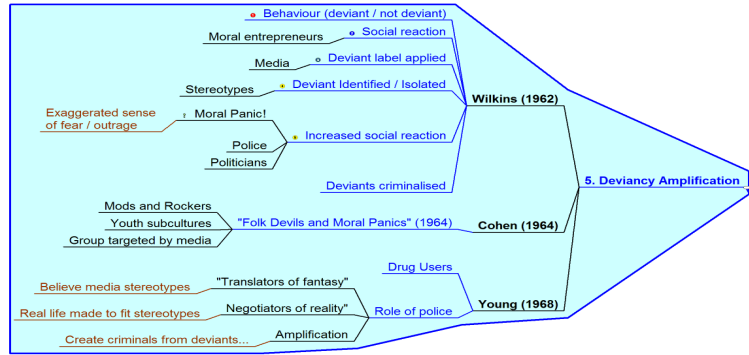 5. Deviancy Amplification
Wilkins (1962)
Behaviour (deviant / not deviant)
Social reaction
Moral entrepreneurs
Deviant label applied
Media
Deviant Identified / Isolated
Stereotypes
Increased social reaction
Moral Panic!
Exaggerated sense
of fear / outrage
Police
Politicians
Deviants criminalised
Cohen (1964)
"Folk Devils and Moral Panics" (1964)
Mods and Rockers
Youth subcultures
Group targeted by media
Young (1968)
Drug Users
Role of police
"Translators of fantasy"
Believe media stereotypes
Negotiators of reality"
Real life made to fit stereotypes
Amplification
Create criminals from deviants...